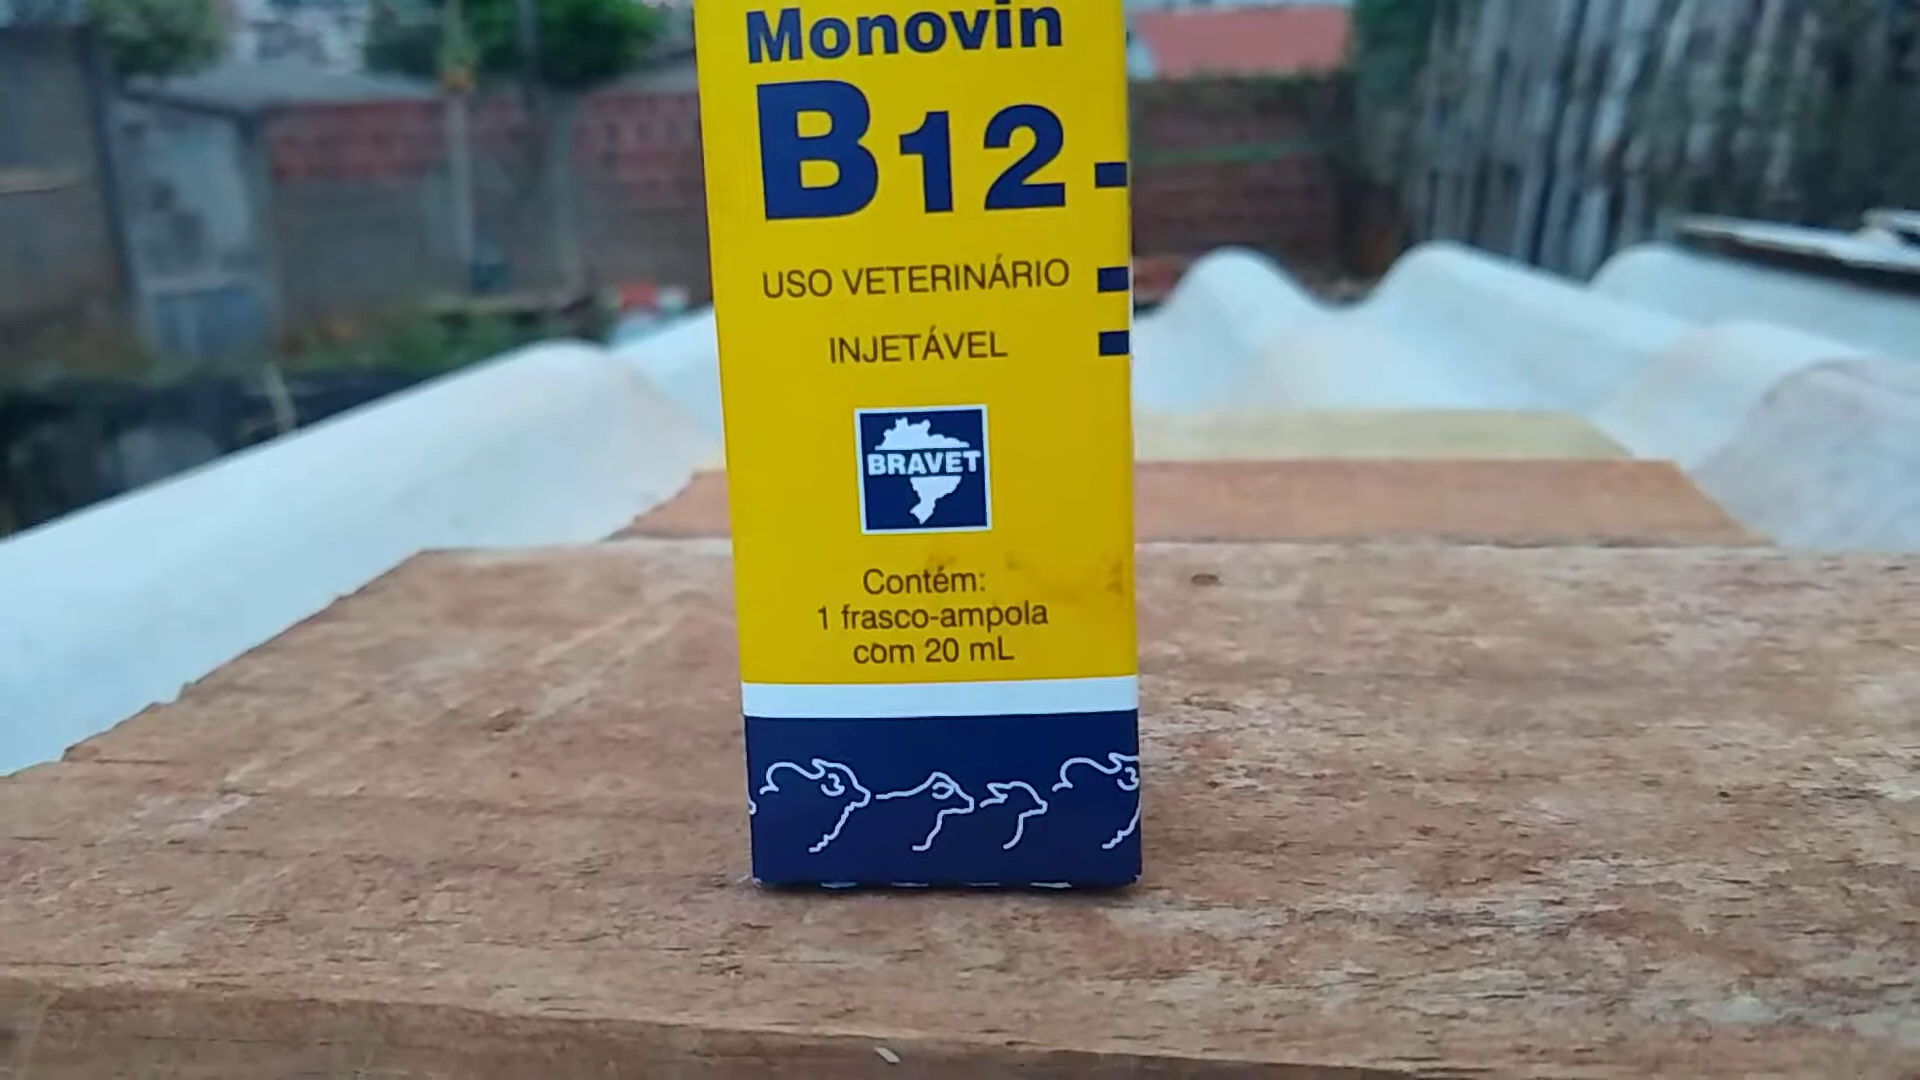 Monovin
B12
USO VETERINÁRIO
INJETÁVEL
BRAVET
Contém:
1 frasco-ampola
com 20 mL